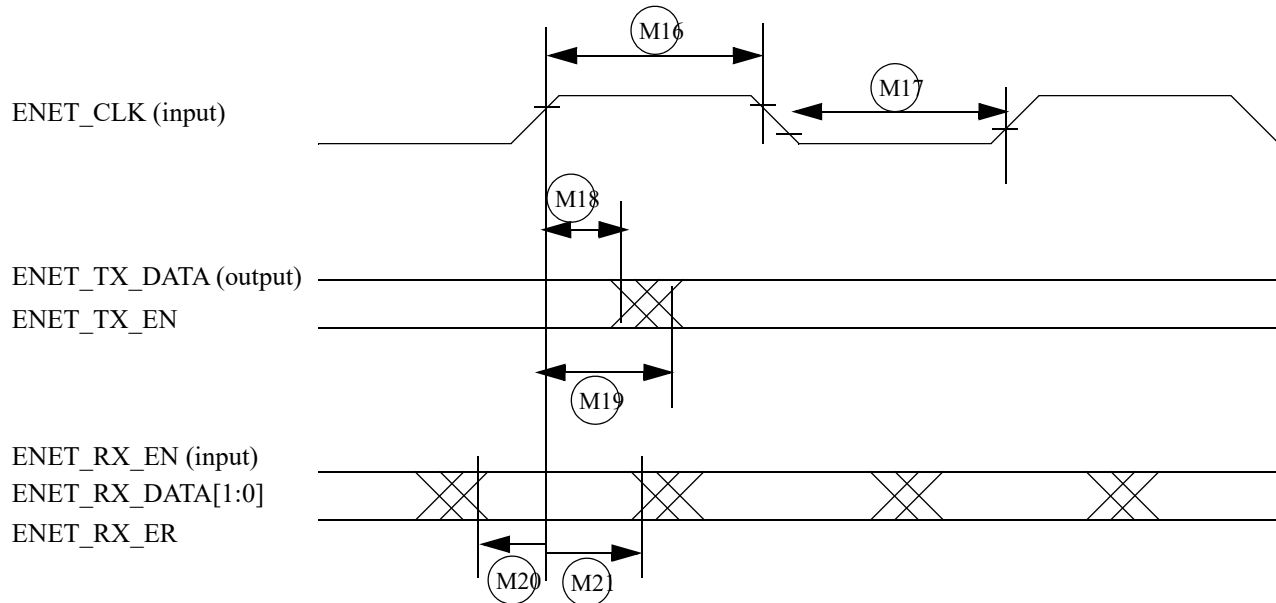 M16
ENET_CLK (input)
M17
M18
ENET_TX_DATA (output)
ENET_TX_EN
M19
ENET_RX_EN (input)
ENET_RX_DATA[1:0]
ENET_RX_ER
M20
M21